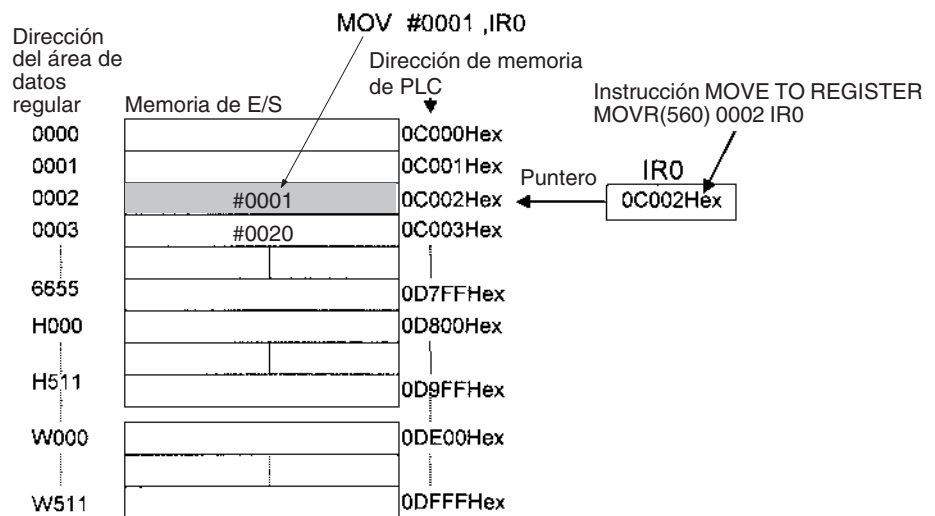 MOV #0001 ,IR0
Dirección
del área de
datos
regular
Memoria de E/S
Dirección de memoria
de PLC
Instrucción MOVE TO REGISTER
MOVR(560) 0002 IR0
0000 0C000Hex
0001 0C001Hex
0002 #0001 0C002Hex
Puntero
IR0
0C002Hex
0003 #0020 0C003Hex
6655 0D7FFHex
H000 0D800Hex
H511 0D9FFHex
W000 0DE00Hex
W511 0DFFFHex